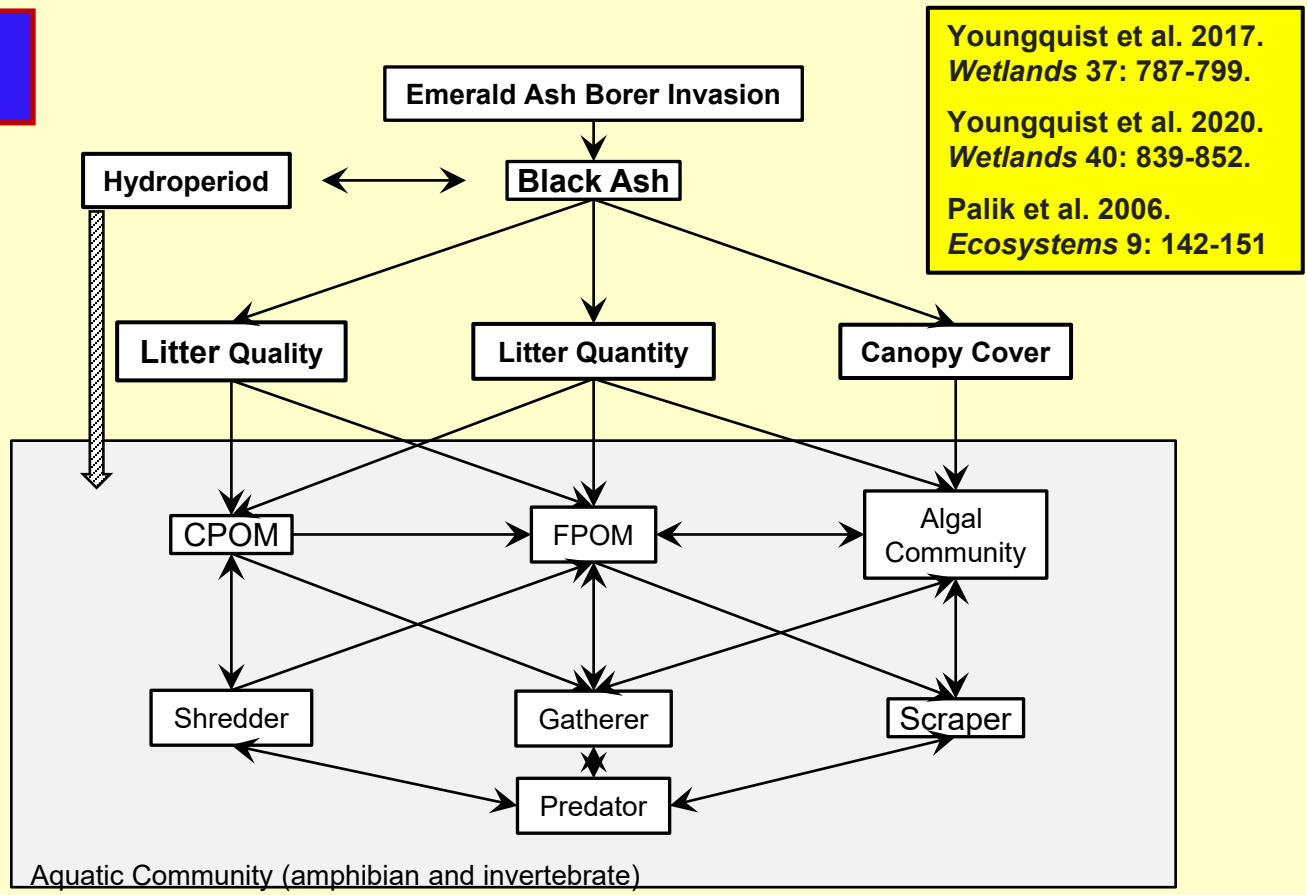 Youngquist et al. 2017.
Wetlands 37: 787-799.
Youngquist et al. 2020.
Wetlands 40: 839-852.
Palik et al. 2006.
Ecosystems 9: 142-151
Emerald Ash Borer Invasion
Hydroperiod
Black Ash
Litter Quality
Litter Quantity
Canopy Cover
CPOM
FPOM
Algal
Community
Shredder
Gatherer
Scraper
Predator
Aquatic Community (amphibian and invertebrate)